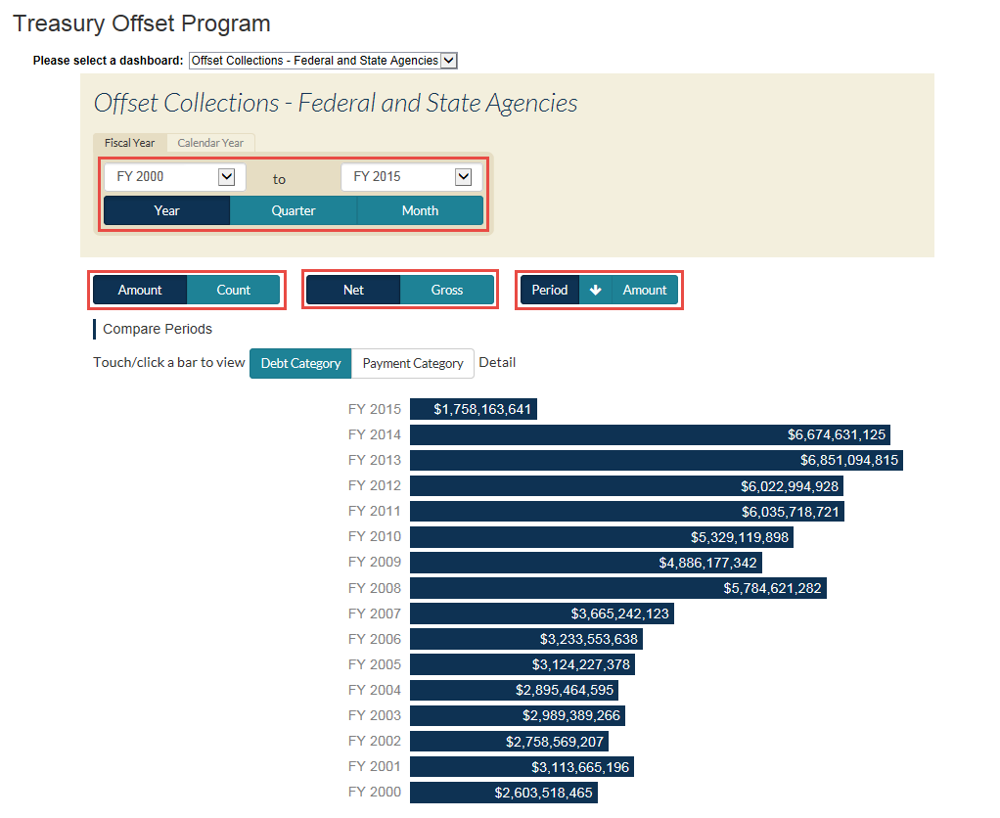 Treasury Offset Program
Please select a dashboard: Offset Collections - Federal and State Agencies
Offset Collections - Federal and State Agencies
Fiscal Year Calendar Year
FY 2000 to FY 2015
Year Quarter Month
Amount Count Net Gross Period Amount
Compare Periods
Touch/click a bar to view Debt Category Payment Category Detail
FY 2015 $1,758,163,641
FY 2014 $6,674,631,125
FY 2013 $6,851,094,815
FY 2012 $6,022,994,928
FY 2011 $6,035,718,721
FY 2010 $5,329,119,898
FY 2009 $4,886,177,342
FY 2008 $5,784,621,282
FY 2007 $3,665,242,123
FY 2006 $3,233,553,638
FY 2005 $3,124,227,378
FY 2004 $2,895,464,595
FY 2003 $2,989,389,266
FY 2002 $2,758,569,207
FY 2001 $3,113,665,196
FY 2000 $2,603,518,465